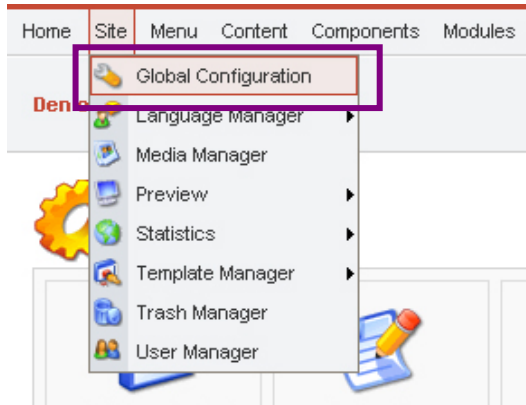 Home Site Menu Content Components Modules
Global Configuration
Language Manager
Media Manager
Preview
Statistics
Template Manager
Trash Manager
User Manager